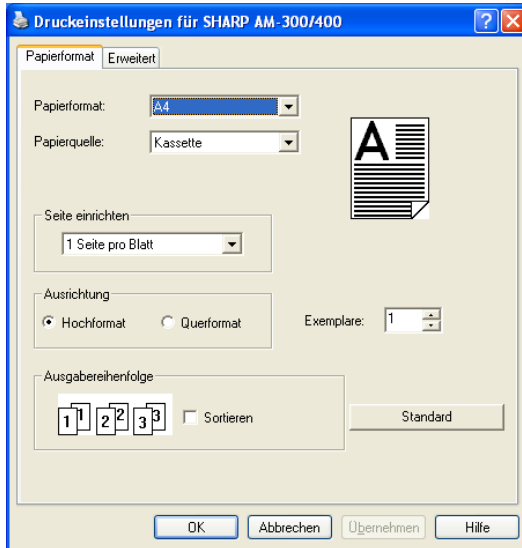 Druckeinstellungen für SHARP AM-300/400
Papierformat Erweitert
Papierformat: A4
Papierquelle: Kassette
A
Seite einrichten
1 Seite pro Blatt
Ausrichtung
Hochformat Querformat Exemplare: 1
Ausgabereihenfolge
1 1 2 2 3 3 Sortieren Standard
OK Abbrechen Übernehmen Hilfe